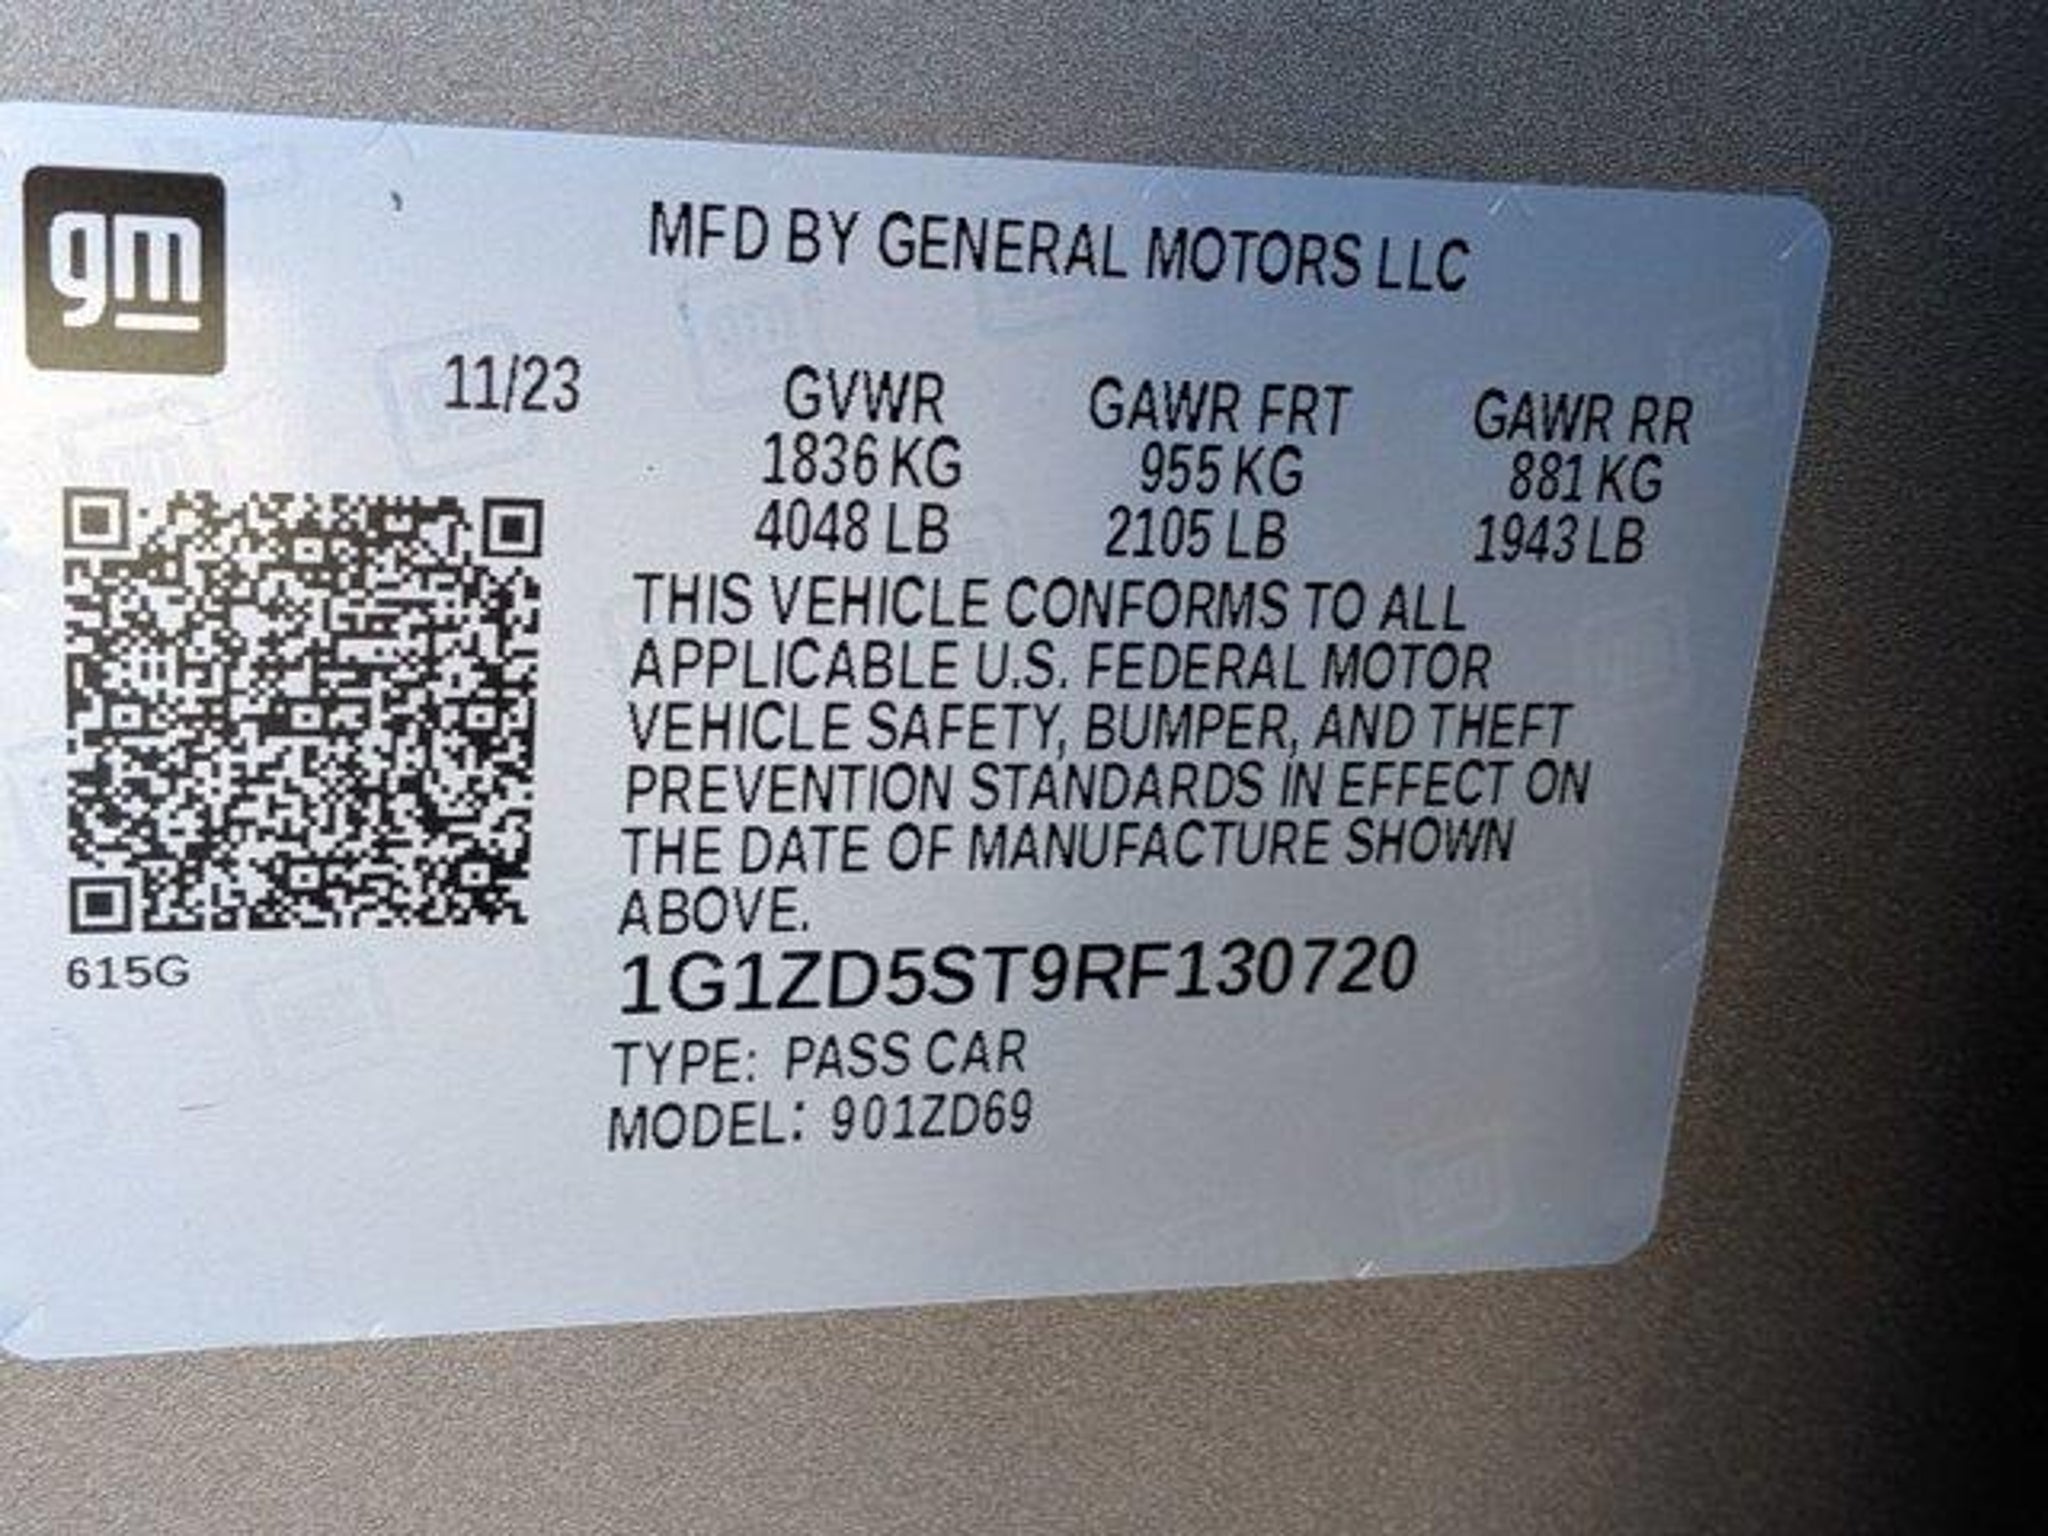 gm
MFD BY GENERAL MOTORS LLC
11/23 GVWR GAWR FRT GAWR RR
1836 KG 955 KG 881 KG
4048 LB 2105 LB 1943 LB
THIS VEHICLE CONFORMS TO ALL
APPLICABLE U.S. FEDERAL MOTOR
VEHICLE SAFETY, BUMPER, AND THEFT
PREVENTION STANDARDS IN EFFECT ON
THE DATE OF MANUFACTURE SHOWN
ABOVE.
615G
1G1ZD5ST9RF130720
TYPE: PASS CAR
MODEL: 901ZD69